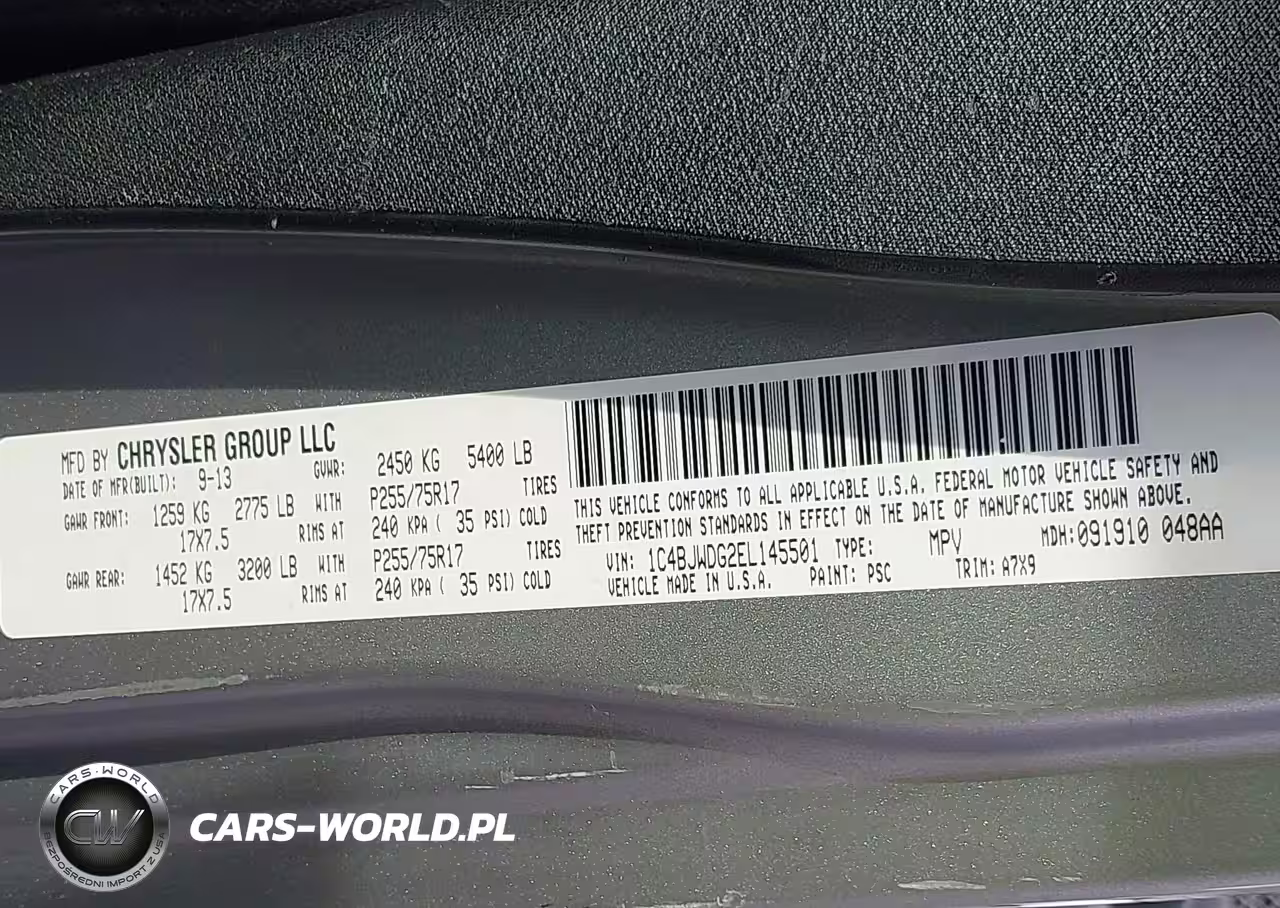 MFD BY CHRYSLER GROUP LLC
DATE OF MFR(BUILT): 9-13 GVWR: 2450 KG 5400 LB
GAWR FRONT: 1259 KG 2775 LB WITH P255/75R17 TIRES
17X7.5 RIMS AT 240 KPA ( 35 PSI) COLD
GAWR REAR: 1452 KG 3200 LB WITH P255/75R17 TIRES
17X7.5 RIMS AT 240 KPA ( 35 PSI) COLD
THIS VEHICLE CONFORMS TO ALL APPLICABLE U.S.A. FEDERAL MOTOR VEHICLE SAFETY AND
THEFT PREVENTION STANDARDS IN EFFECT ON THE DATE OF MANUFACTURE SHOWN ABOVE.
VIN: 1C4BJWDG2EL145501 TYPE: MPV MDH:091910 048AA
VEHICLE MADE IN U.S.A. PAINT: PSC TRIM: A7X9
CARS-WORLD
CW
BEZPOŚREDNI IMPORT Z USA
CARS-WORLD.PL